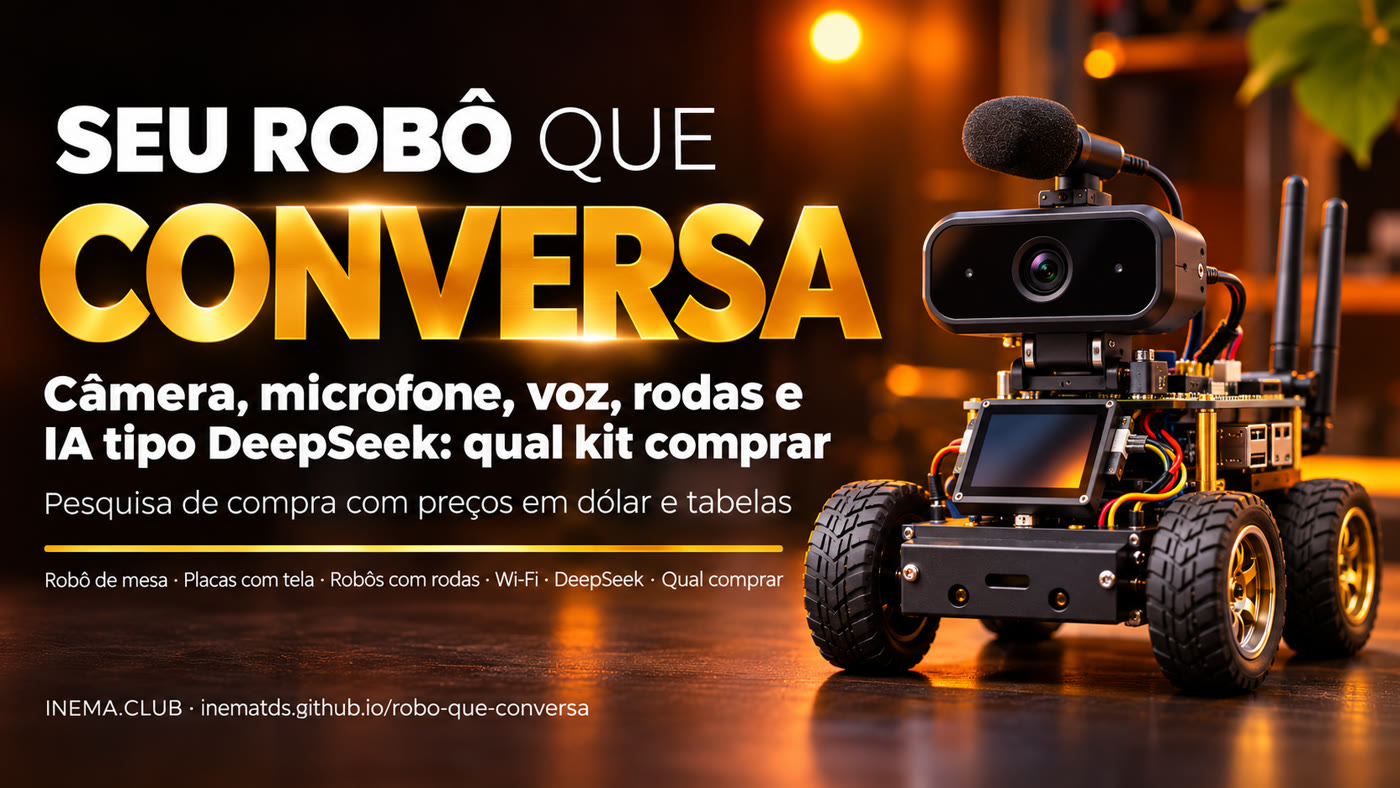 SEU ROBÔ QUE
CONVERSA
Câmera, microfone, voz, rodas e
IA tipo DeepSeek: qual kit comprar
Pesquisa de compra com preços em dólar e tabelas
Robô de mesa · Placas com tela · Robôs com rodas · Wi-Fi · DeepSeek · Qual comprar
INEMA.CLUB · inematds.github.io/robo-que-conversa